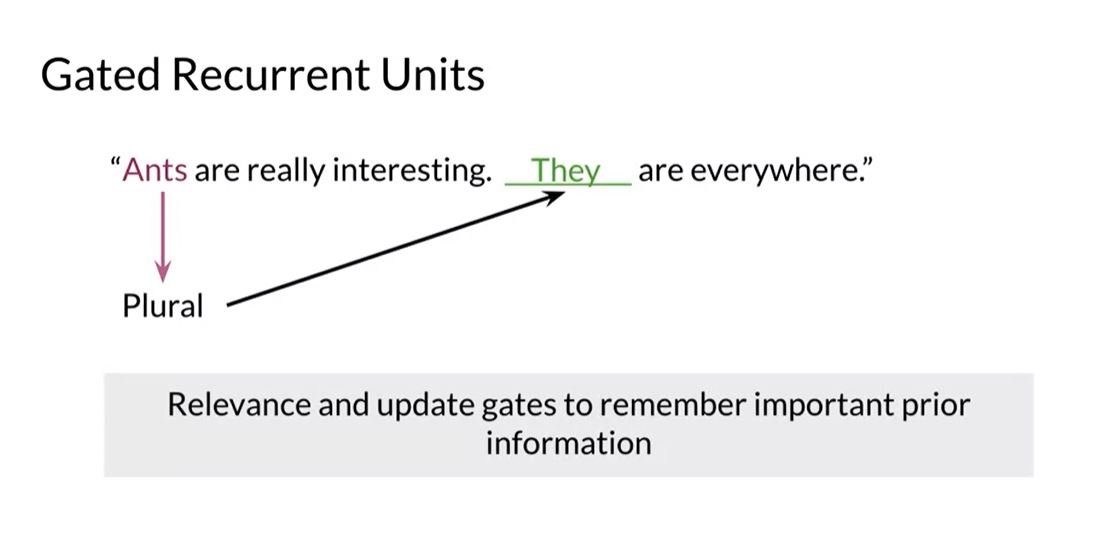 Gated Recurrent Units
“Ants are really interesting. __They__ are everywhere.”
Plural
Relevance and update gates to remember important prior
information